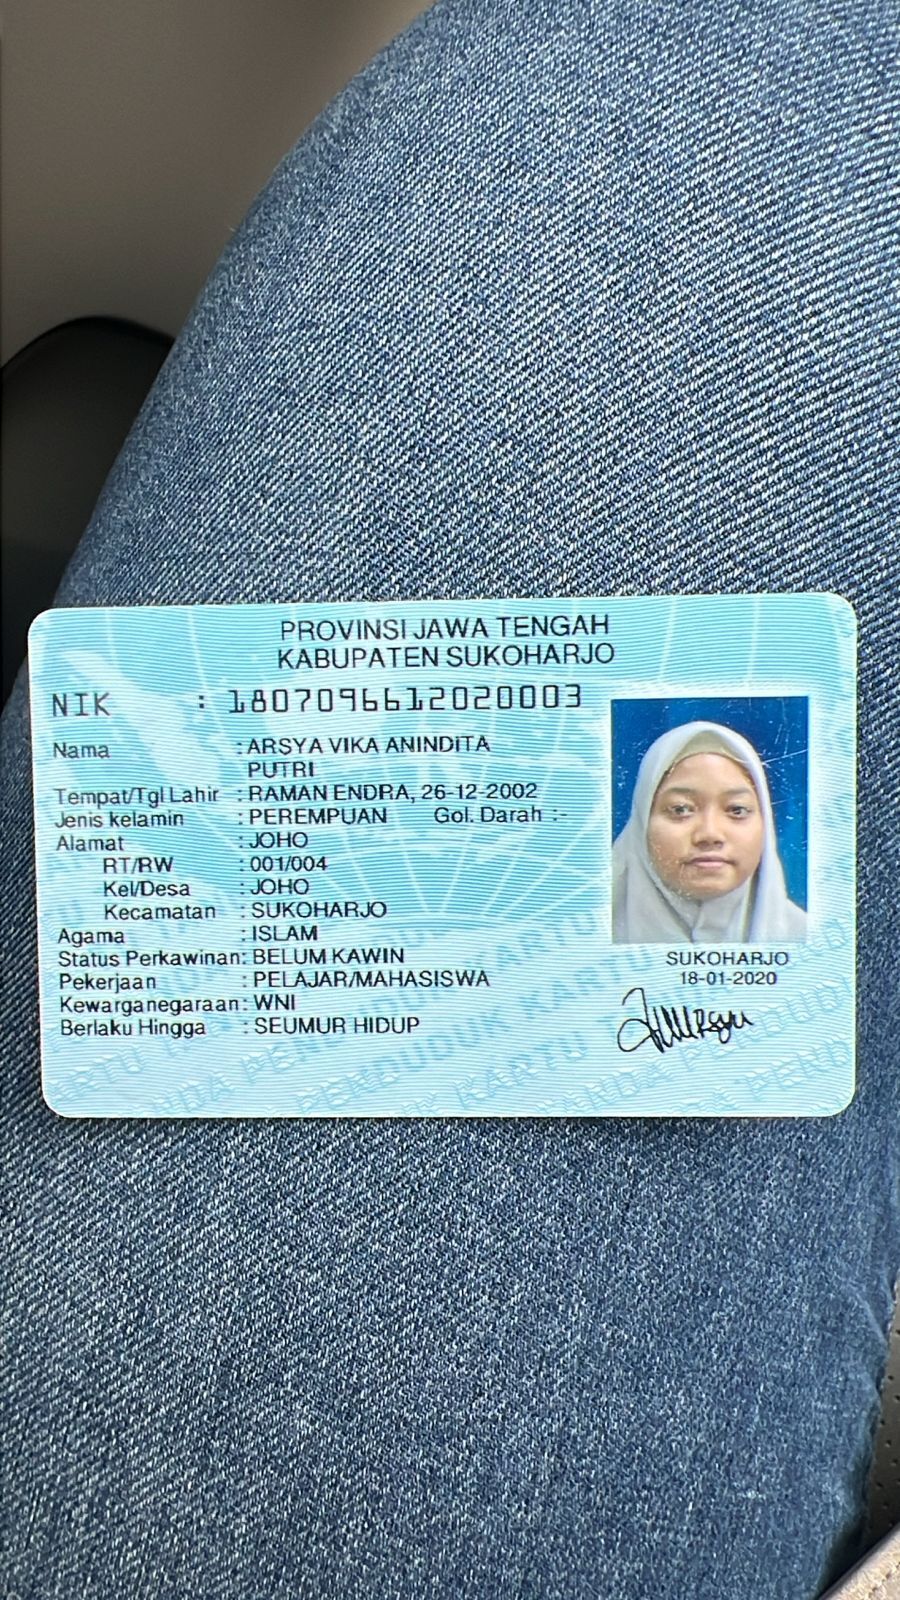 PROVINSI JAWA TENGAH
KABUPATEN SUKOHARJO
NIK : 1807096612020003
Nama : ARSYA VIKA ANINDITA
PUTRI
Tempat/Tgl Lahir : RAMAN ENDRA, 26-12-2002
Jenis kelamin : PEREMPUAN Gol. Darah :-
Alamat : JOHO
RT/RW : 001/004
Kel/Desa : JOHO
Kecamatan : SUKOHARJO
Agama : ISLAM
Status Perkawinan: BELUM KAWIN
Pekerjaan : PELAJAR/MAHASISWA
Kewarganegaraan: WNI
Berlaku Hingga : SEUMUR HIDUP
SUKOHARJO
18-01-2020